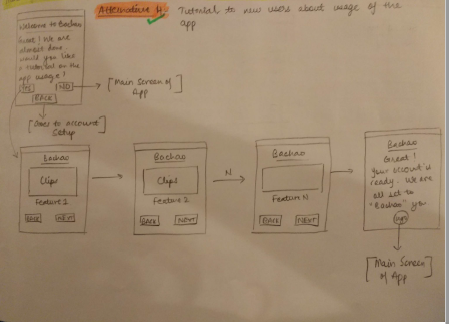 Alternative 4 Tutorial to new users about usage of the
app
Welcome to Bachao
Great! We are
almost done.
Would you like
a tutorial on the
app usage?
YES NO
BACK
[Main Screen of
App]
[User to account
Setup]
Bachao
Clips
Feature 1
BACK NEXT
Bachao
Clips
Feature 2
BACK NEXT
N
Bachao
Feature N
BACK NEXT
Bachao
Great!
Your account is
ready. We are
all set to
"Bachao" you
[Main Screen
of App]